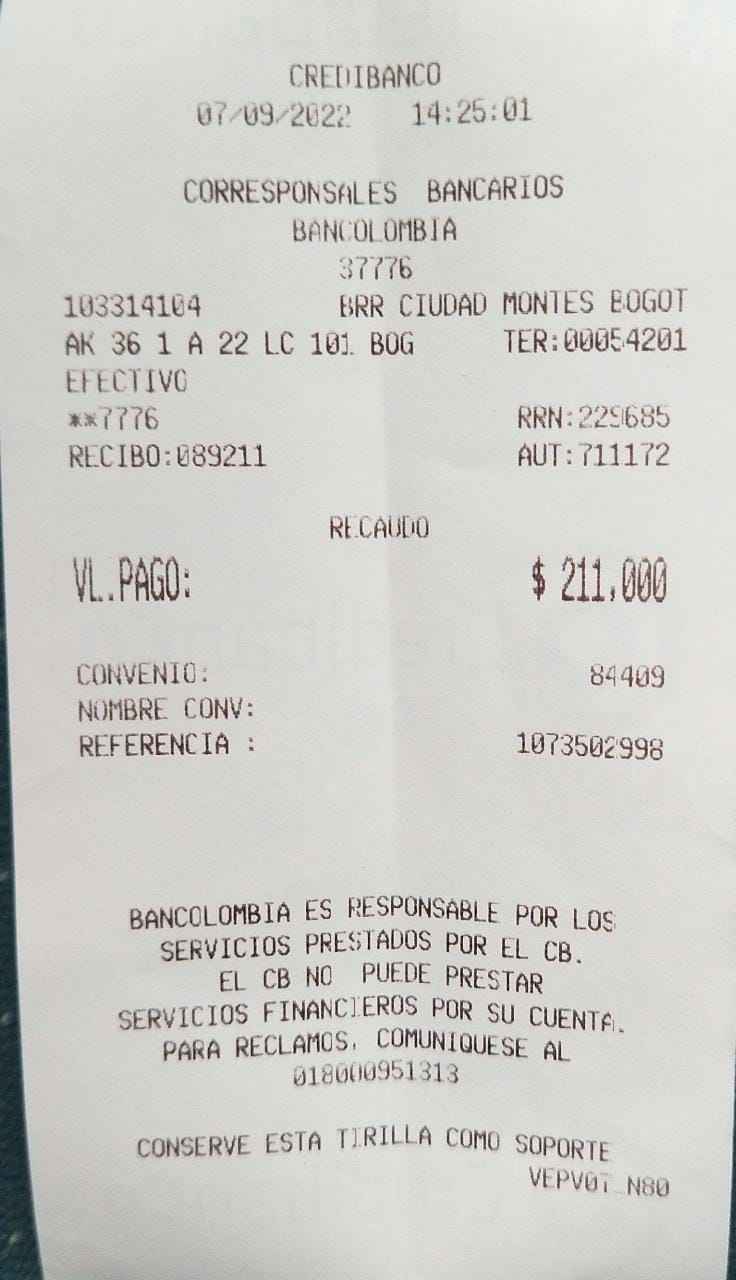 CREDIBANCO
07/09/2022 14:25:01
CORRESPONSALES BANCARIOS
BANCOLOMBIA
37776
103314104 BRR CIUDAD MONTES BOGOT
AK 36 1 A 22 LC 101 BOG TER:00054201
EFECTIVO
**7776 RRN:229685
RECIBO:089211 AUT:711172
RECAUDO
VL.PAGO: $ 211,000
CONVENIO: 84409
NOMBRE CONV:
REFERENCIA : 1073502998
BANCOLOMBIA ES RESPONSABLE POR LOS
SERVICIOS PRESTADOS POR EL CB.
EL CB NO PUEDE PRESTAR
SERVICIOS FINANCIEROS POR SU CUENTA.
PARA RECLAMOS, COMUNIQUESE AL
018000951313
CONSERVE ESTA TIRILLA COMO SOPORTE
VEPV07_N80